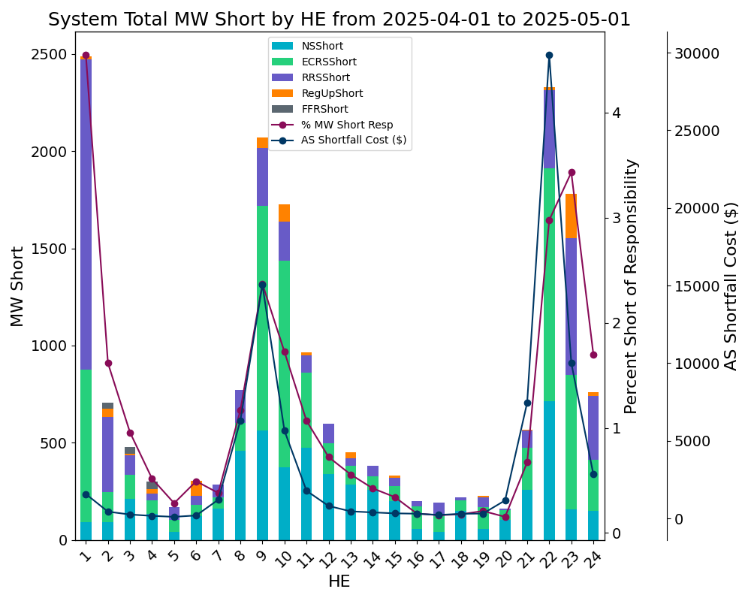 System Total MW Short by HE from 2025-04-01 to 2025-05-01
NSShort
ECRSShort
RRSShort
RegUpShort
FFRShort
% MW Short Resp
AS Shortfall Cost ($)
MW Short
2500
2000
1500
1000
500
0
Percent Short of Responsibility
4
3
2
1
0
AS Shortfall Cost ($)
30000
25000
20000
15000
10000
5000
0
1 2 3 4 5 6 7 8 9 10 11 12 13 14 15 16 17 18 19 20 21 22 23 24
HE